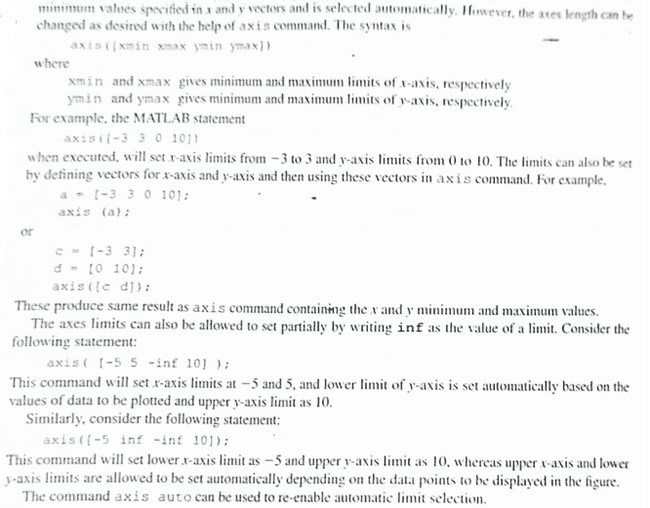 minimum values specified in x and y vectors and is selected automatically. However, the axes length can be
changed as desired with the help of axis command. The syntax is
axis([xmin xmax ymin ymax])
where
xmin and xmax gives minimum and maximum limits of x-axis, respectively
ymin and ymax gives minimum and maximum limits of y-axis, respectively.
For example, the MATLAB statement
axis([-3 3 0 10])
when executed, will set x-axis limits from −3 to 3 and y-axis limits from 0 to 10. The limits can also be set
by defining vectors for x-axis and y-axis and then using these vectors in axis command. For example,
a = [-3 3 0 10];
axis (a);
or
c = [-3 3];
d = [0 10];
axis([c d]);
These produce same result as axis command containing the x and y minimum and maximum values.
The axes limits can also be allowed to set partially by writing inf as the value of a limit. Consider the
following statement:
axis( [-5 5 -inf 10] );
This command will set x-axis limits at −5 and 5, and lower limit of y-axis is set automatically based on the
values of data to be plotted and upper y-axis limit as 10.
Similarly, consider the following statement:
axis([-5 inf -inf 10]);
This command will set lower x-axis limit as −5 and upper y-axis limit as 10, whereas upper x-axis and lower
y-axis limits are allowed to be set automatically depending on the data points to be displayed in the figure.
The command axis auto can be used to re-enable automatic limit selection.